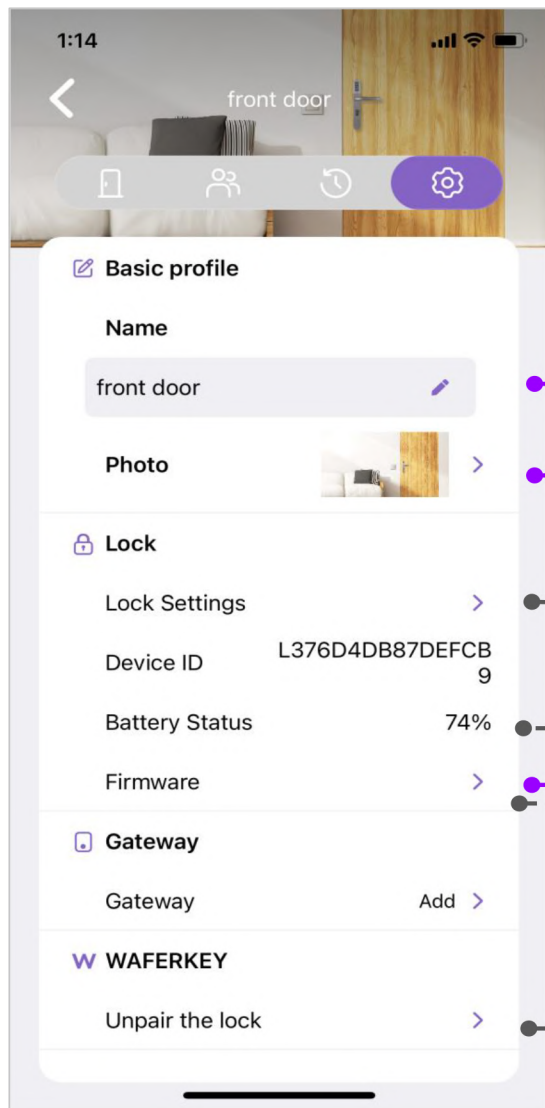 1:14
front door
Basic profile
Name
front door
Photo
Lock
Lock Settings
Device ID L376D4DB87DEFCB
9
Battery Status 74%
Firmware
Gateway
Gateway Add
W WAFERKEY
Unpair the lock